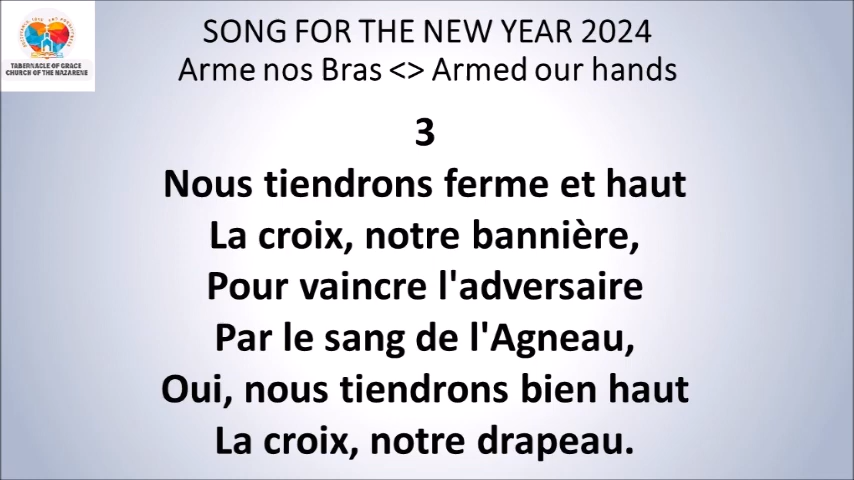 TABERNACLE OF GRACE
CHURCH OF THE NAZARENE
SONG FOR THE NEW YEAR 2024
Arme nos Bras <> Armed our hands
3
Nous tiendrons ferme et haut
La croix, notre bannière,
Pour vaincre l'adversaire
Par le sang de l'Agneau,
Oui, nous tiendrons bien haut
La croix, notre drapeau.